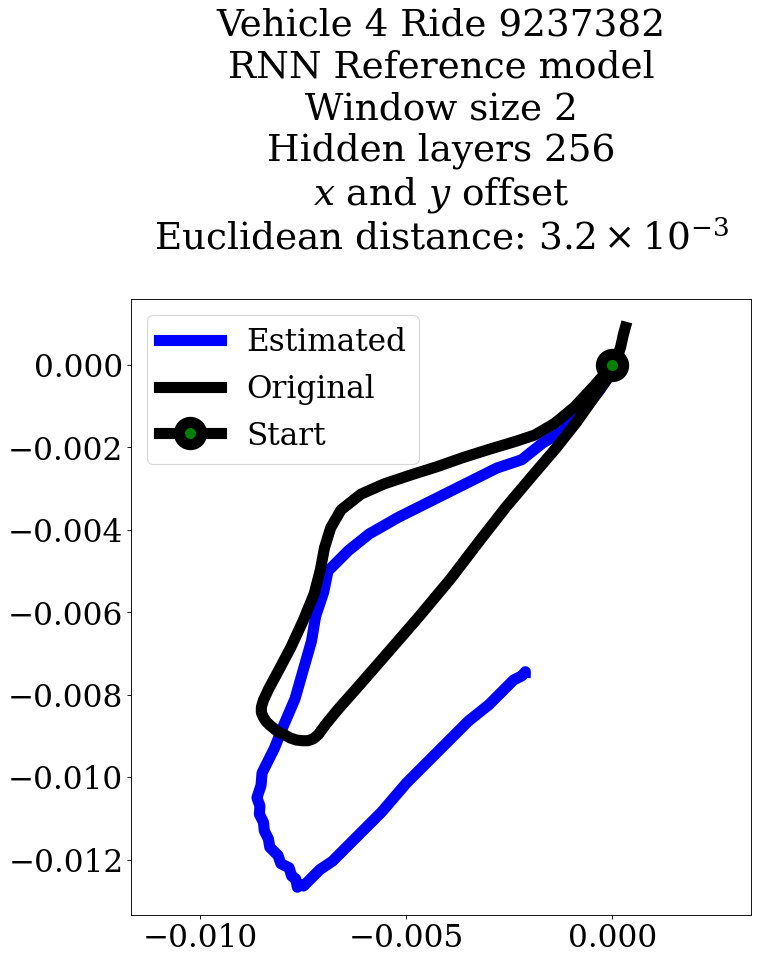 Vehicle 4 Ride 9237382
RNN Reference model
Window size 2
Hidden layers 256
x and y offset
Euclidean distance: 3.2 × 10⁻³
Estimated
Original
Start
0.000
−0.002
−0.004
−0.006
−0.008
−0.010
−0.012
−0.010 −0.005 0.000